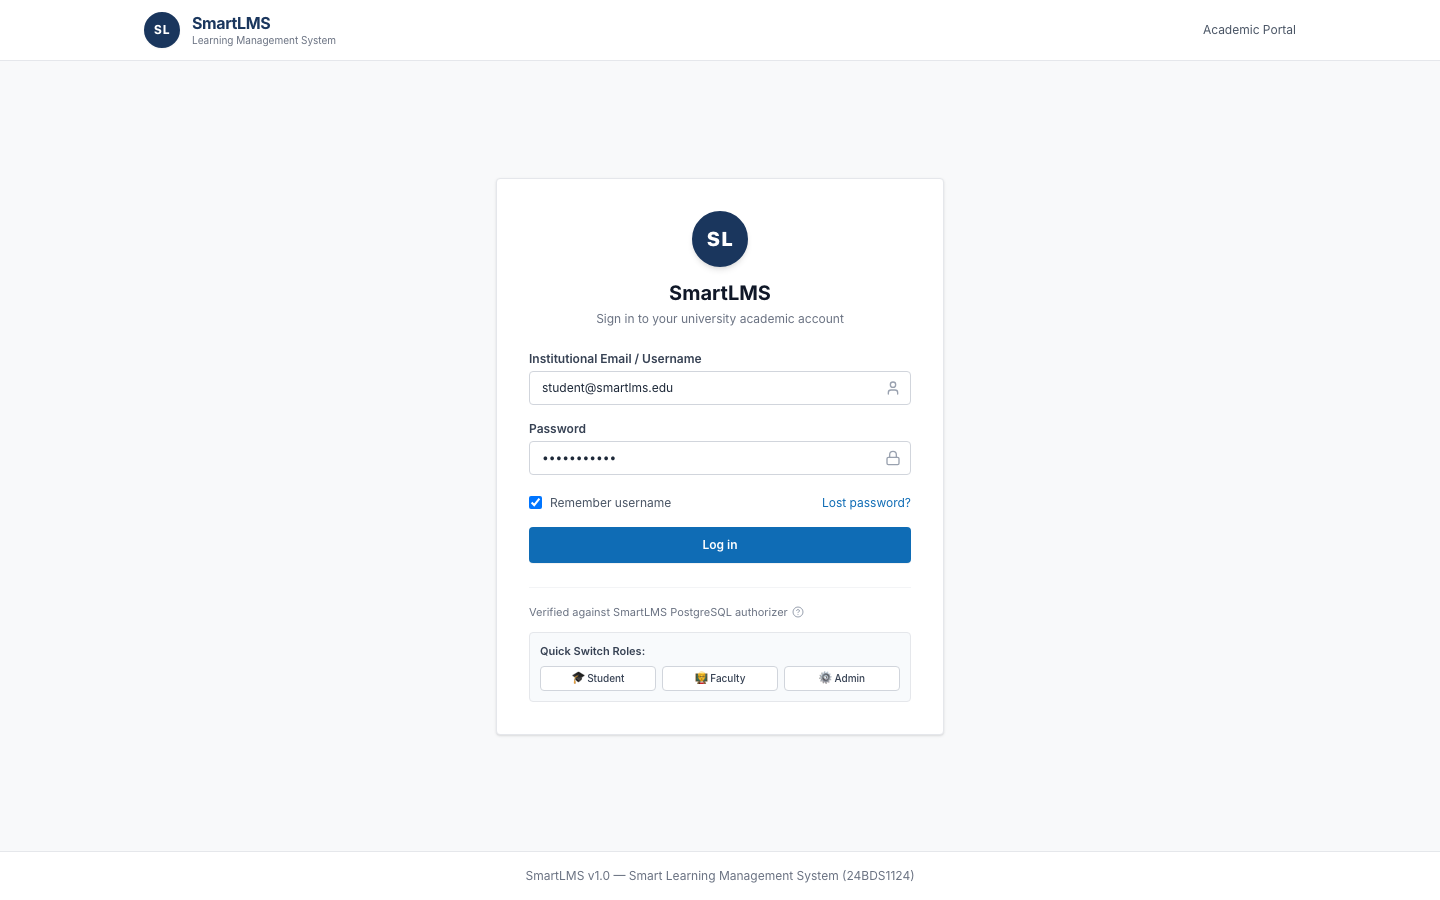 SL
SmartLMS
Learning Management System
Academic Portal
SL
SmartLMS
Sign in to your university academic account
Institutional Email / Username
student@smartlms.edu
Password
•••••••••••
Remember username
Lost password?
Log in
Verified against SmartLMS PostgreSQL authorizer
Quick Switch Roles:
Student
Faculty
Admin
SmartLMS v1.0 — Smart Learning Management System (24BDS1124)